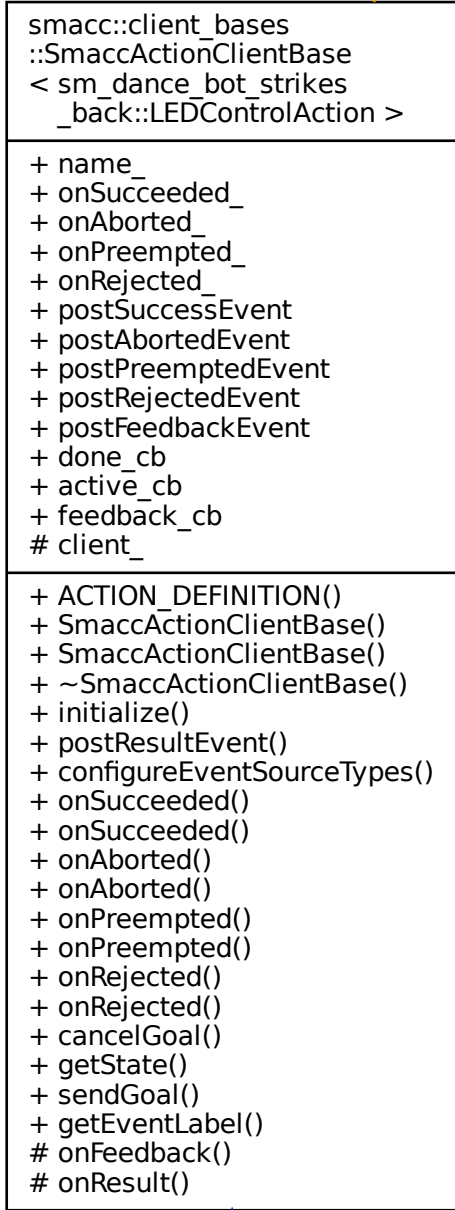 smacc::client_bases
::SmaccActionClientBase
< sm_dance_bot_strikes
_back::LEDControlAction >
+ name_
+ onSucceeded_
+ onAborted_
+ onPreempted_
+ onRejected_
+ postSuccessEvent
+ postAbortedEvent
+ postPreemptedEvent
+ postRejectedEvent
+ postFeedbackEvent
+ done_cb
+ active_cb
+ feedback_cb
# client_
+ ACTION_DEFINITION()
+ SmaccActionClientBase()
+ SmaccActionClientBase()
+ ~SmaccActionClientBase()
+ initialize()
+ postResultEvent()
+ configureEventSourceTypes()
+ onSucceeded()
+ onSucceeded()
+ onAborted()
+ onAborted()
+ onPreempted()
+ onPreempted()
+ onRejected()
+ onRejected()
+ cancelGoal()
+ getState()
+ sendGoal()
+ getEventLabel()
# onFeedback()
# onResult()